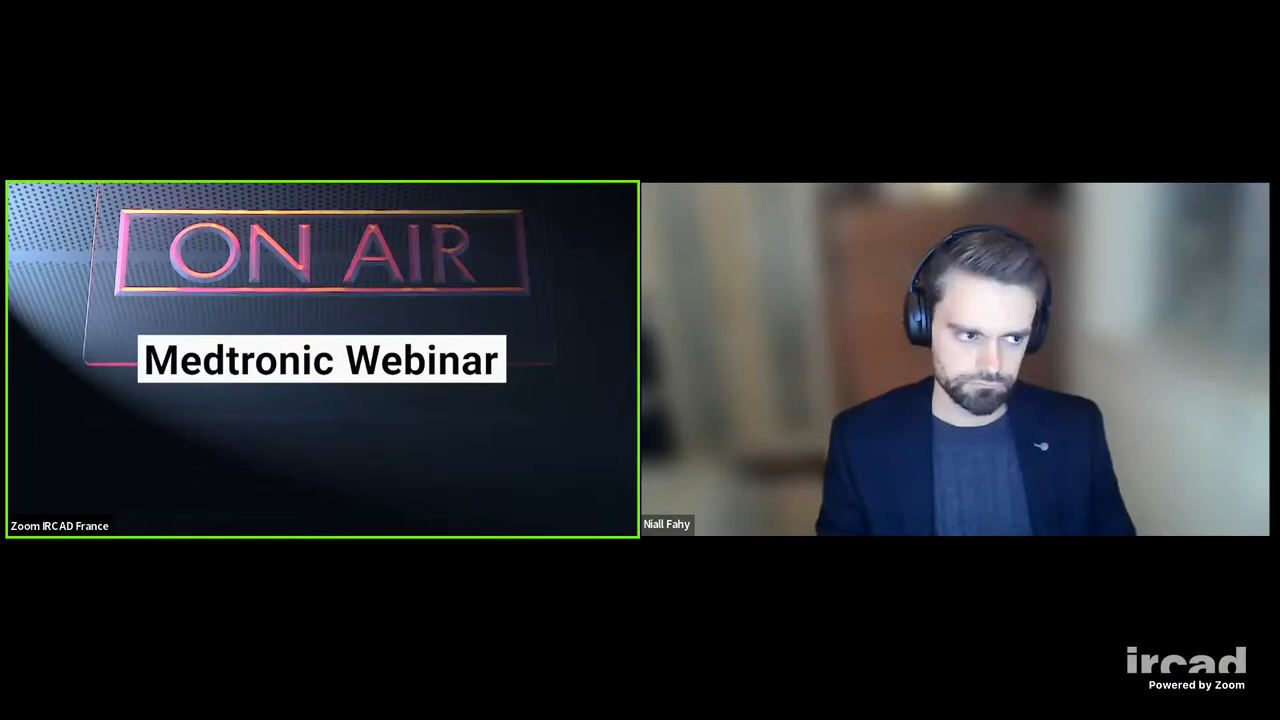 ON AIR
Medtronic Webinar
Zoom IRCAD France
Niall Fahy
ircad
Powered by Zoom